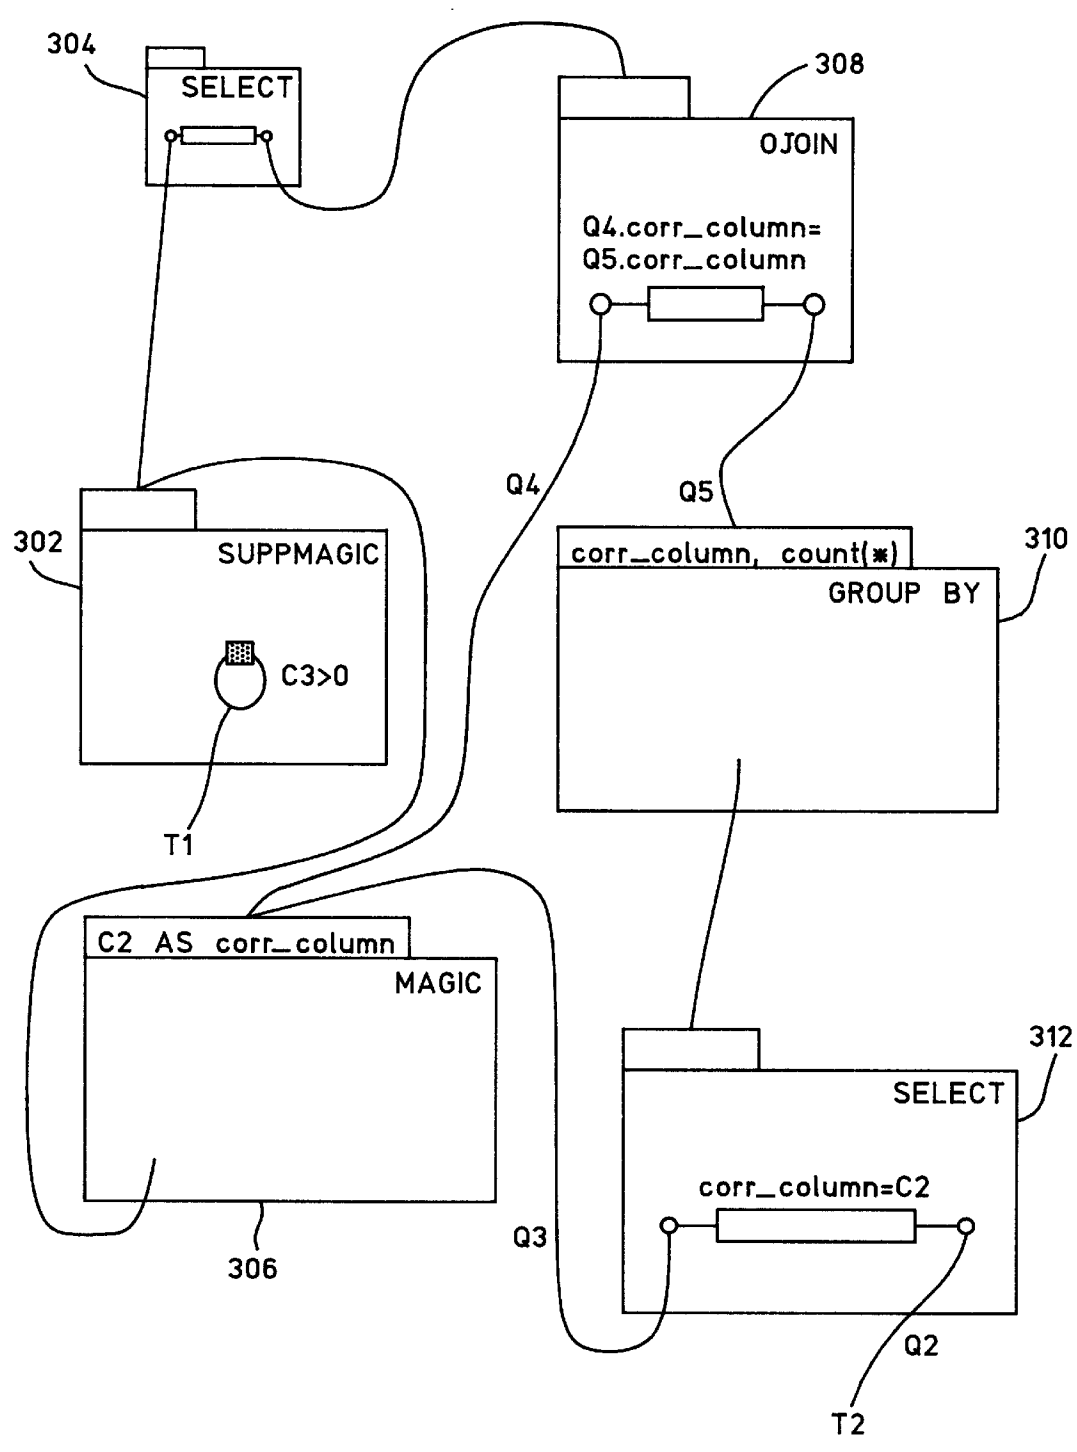 304
SELECT
308
OJOIN
Q4.corr_column=
Q5.corr_column
Q4
Q5
302
SUPPMAGIC
C3>0
T1
corr_column, count(*)
310
GROUP BY
C2 AS corr_column
MAGIC
306
312
SELECT
corr_column=C2
Q3
Q2
T2